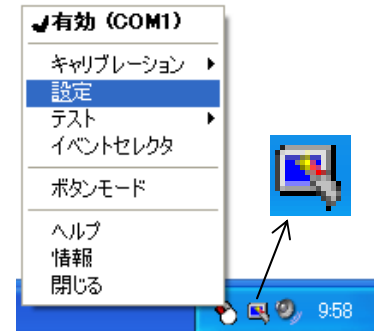 有効 (COM1)
キャリブレーション
設定
テスト
イベントセレクタ
ボタンモード
ヘルプ
情報
閉じる
9:58